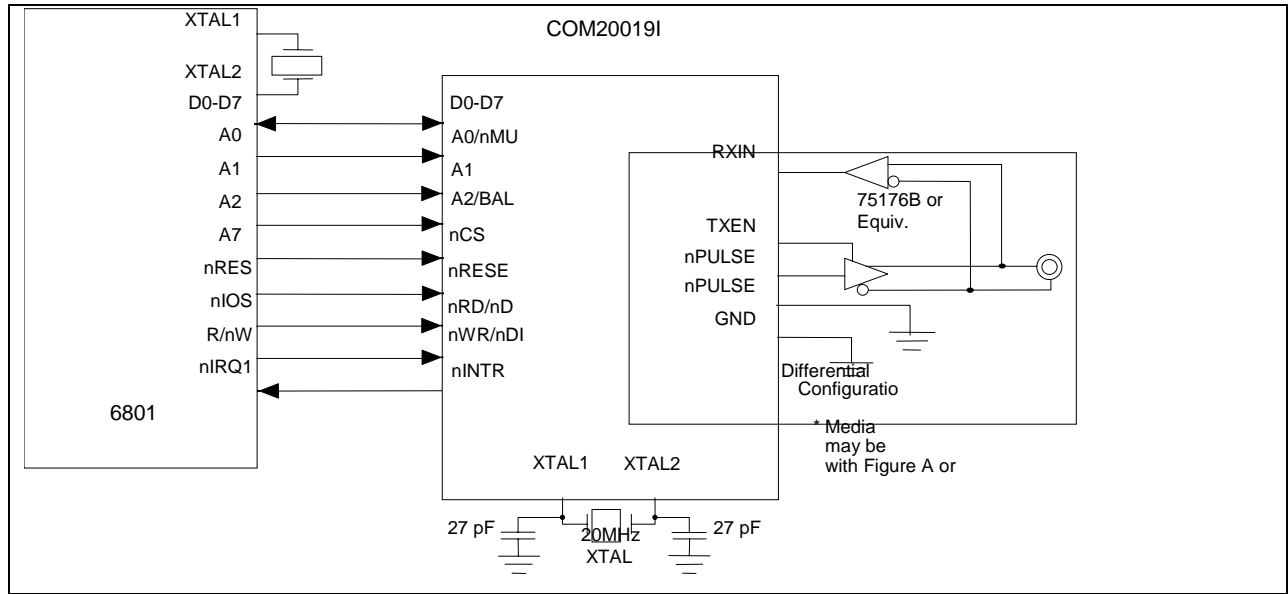 COM20019I
XTAL1
XTAL2
D0-D7
A0
A1
A2
A7
nRES
nIOS
R/nW
nIRQ1
6801
D0-D7
A0/nMU
A1
A2/BAL
nCS
nRESE
nRD/nD
nWR/nDI
nINTR
RXIN
TXEN
nPULSE
nPULSE
GND
75176B or
Equiv.
Differential
Configuratio
* Media
may be
with Figure A or
XTAL1
XTAL2
27 pF
20MHz
XTAL
27 pF